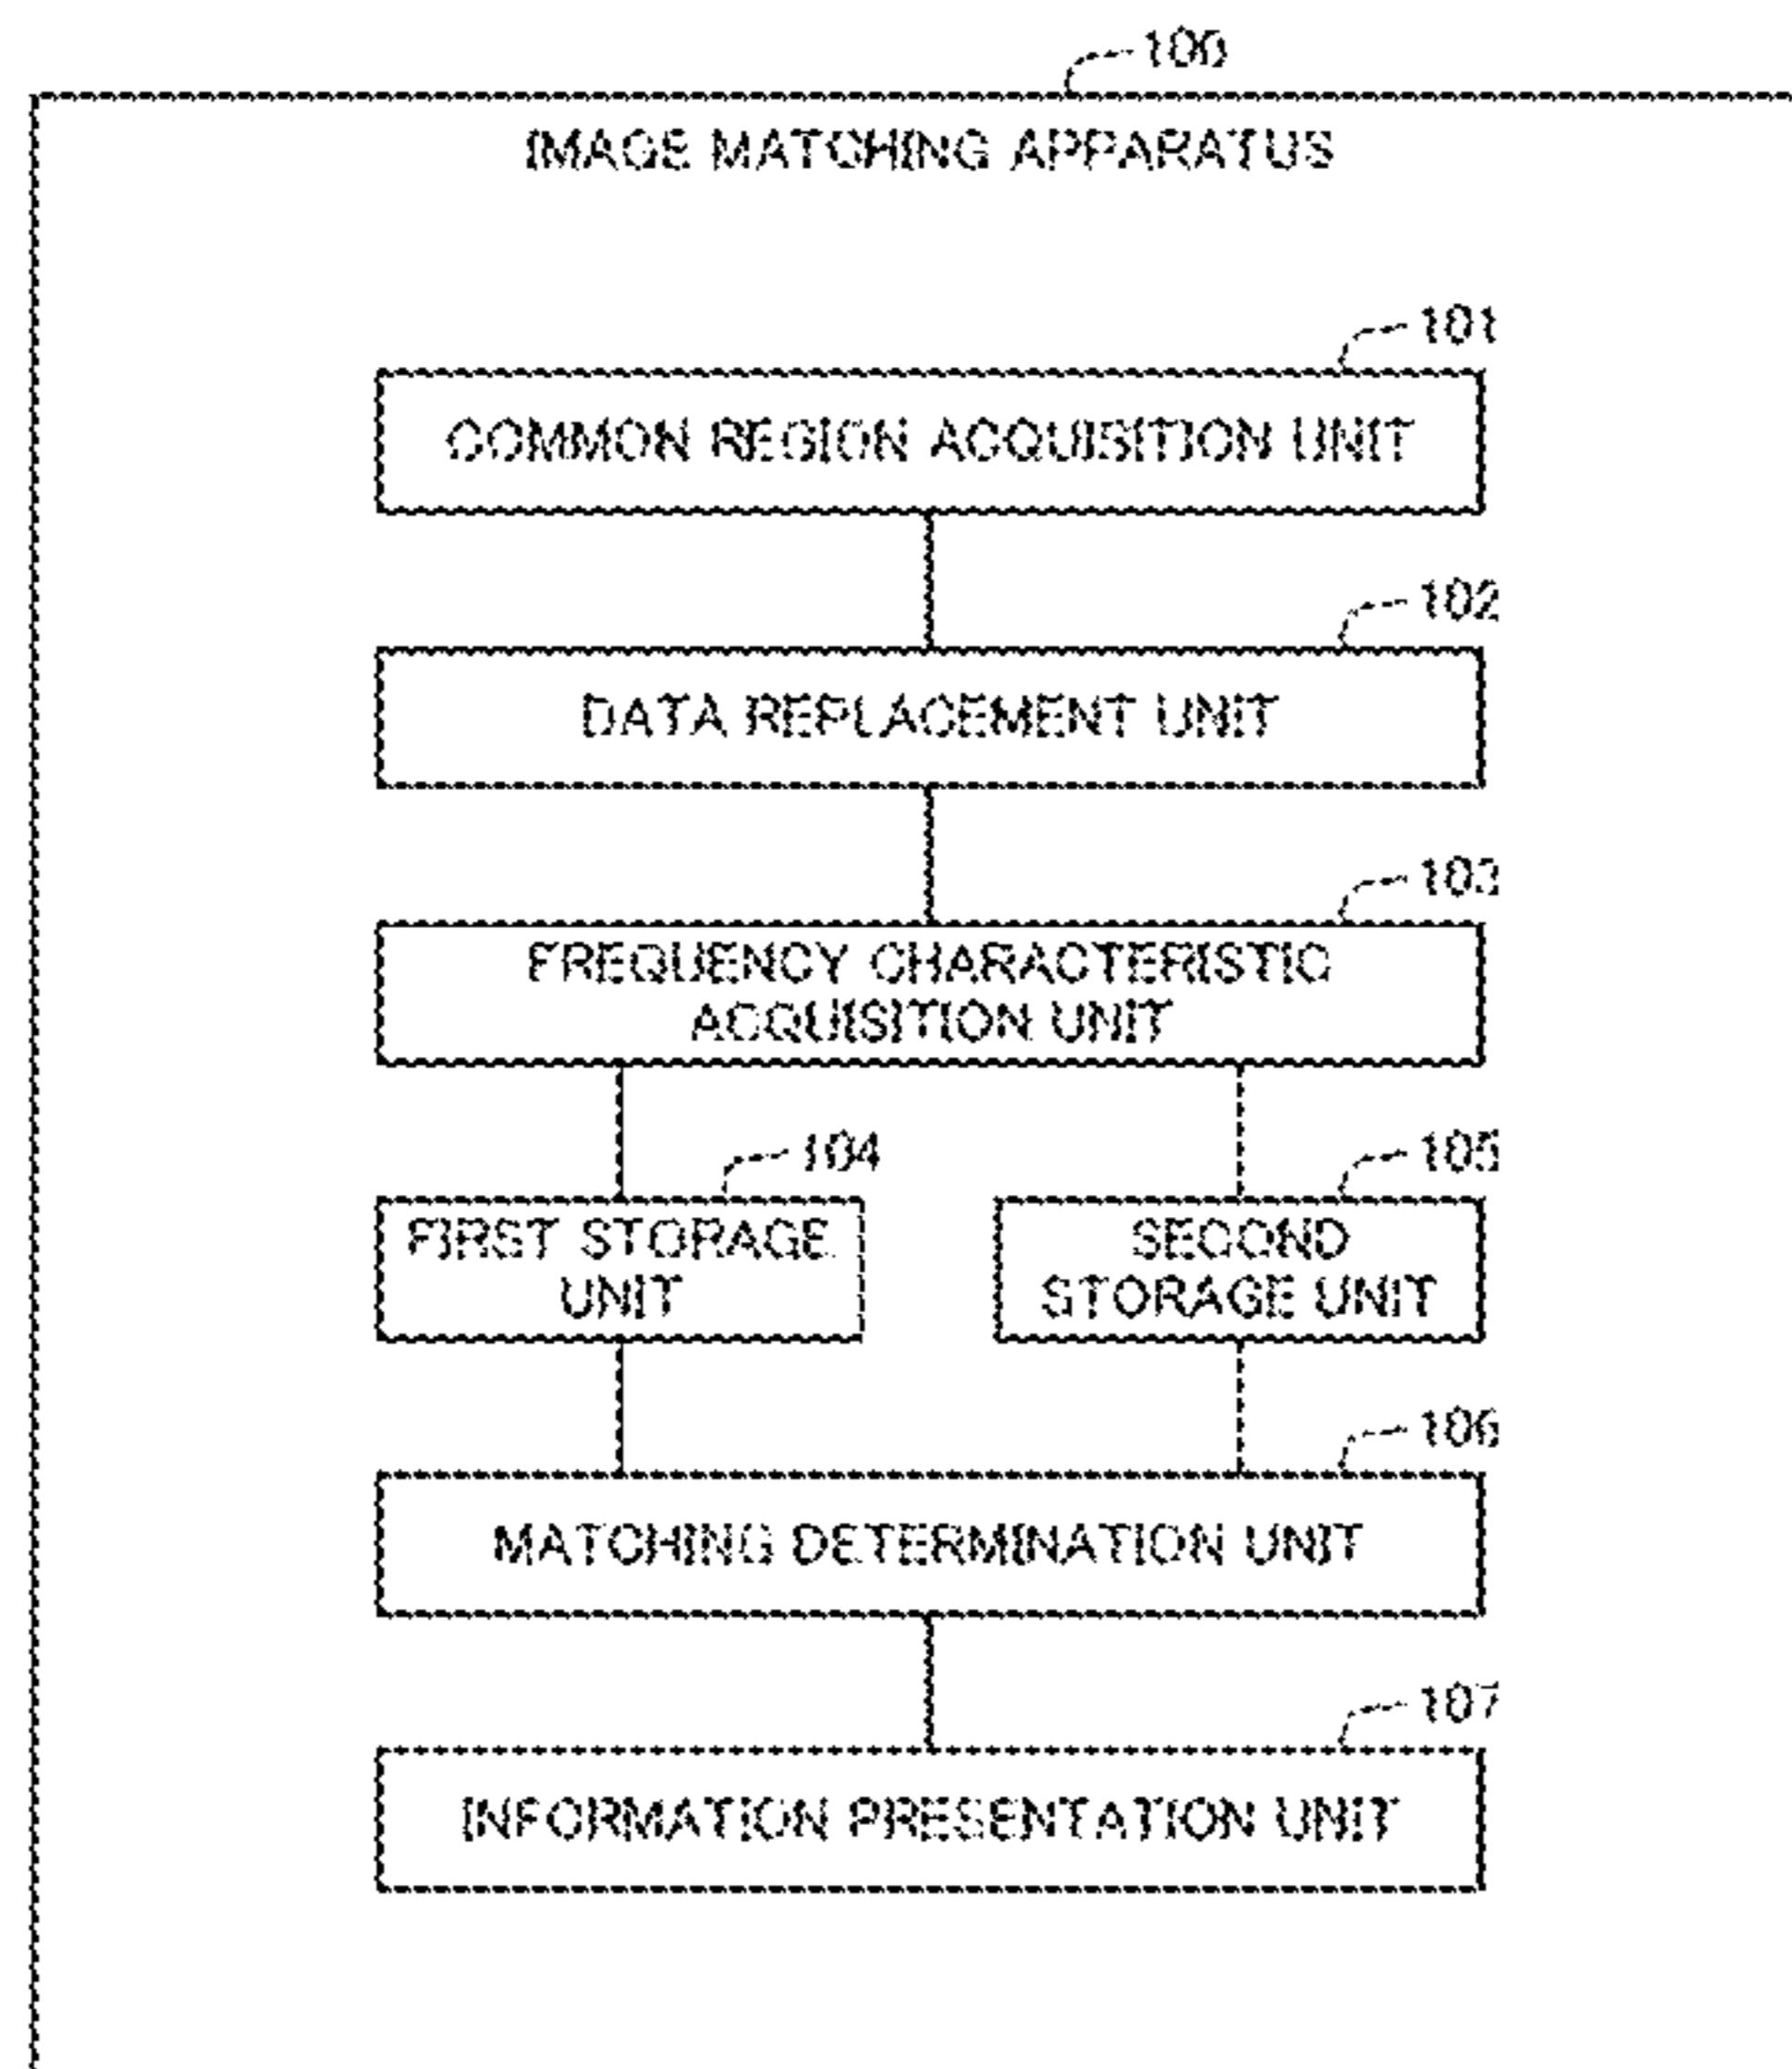 100
IMAGE MATCHING APPARATUS
101
COMMON REGION ACQUISITION UNIT
102
DATA REPLACEMENT UNIT
103
FREQUENCY CHARACTERISTIC
ACQUISITION UNIT
104
FIRST STORAGE
UNIT
105
SECOND
STORAGE UNIT
106
MATCHING DETERMINATION UNIT
107
INFORMATION PRESENTATION UNIT